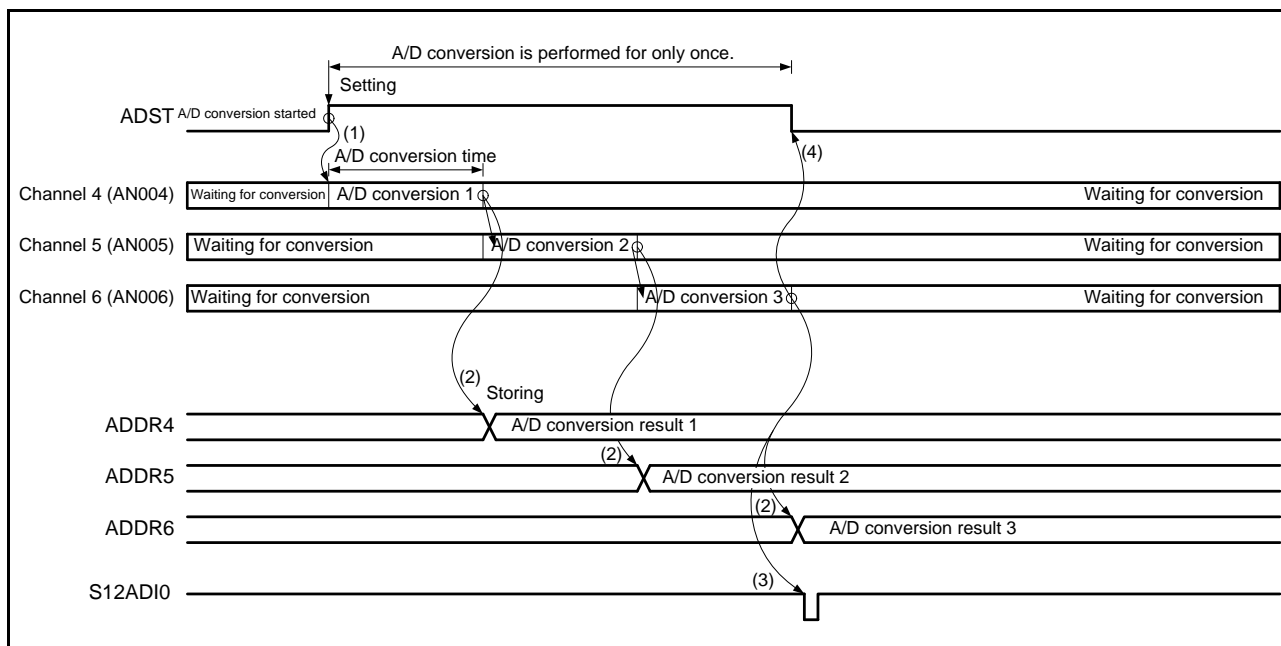 A/D conversion is performed for only once.
Setting
ADST A/D conversion started
(1)
(4)
A/D conversion time
Channel 4 (AN004) Waiting for conversion A/D conversion 1 Waiting for conversion
Channel 5 (AN005) Waiting for conversion A/D conversion 2 Waiting for conversion
Channel 6 (AN006) Waiting for conversion A/D conversion 3 Waiting for conversion
(2) Storing
ADDR4 A/D conversion result 1
(2)
ADDR5 A/D conversion result 2
(2)
ADDR6 A/D conversion result 3
(3)
S12ADI0